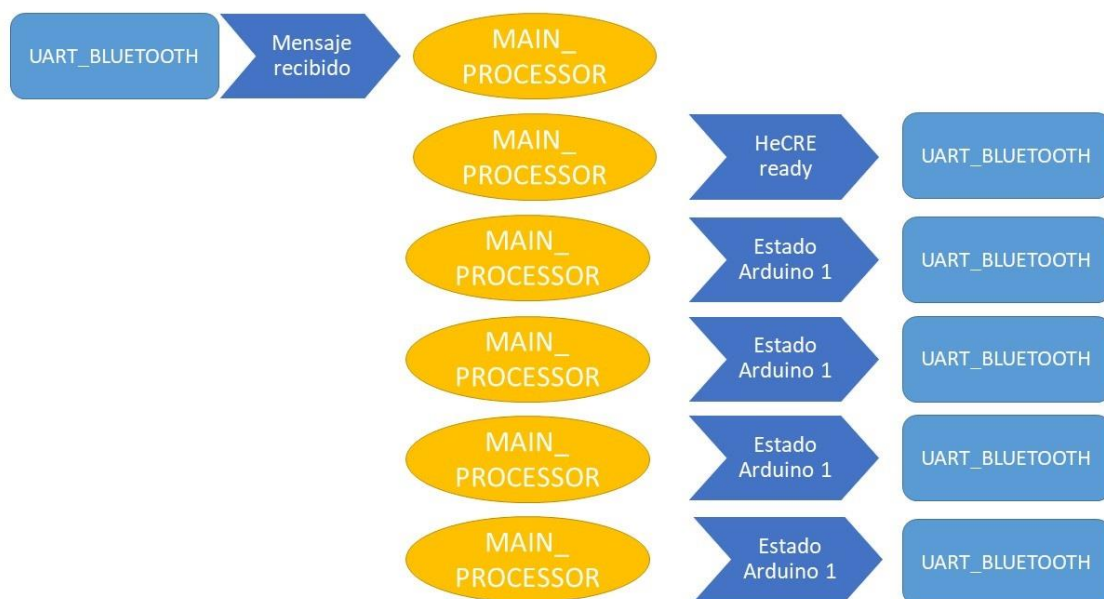 UART_BLUETOOTH
Mensaje
recibido
MAIN_
PROCESSOR
MAIN_
PROCESSOR
HeCRE
ready
UART_BLUETOOTH
MAIN_
PROCESSOR
Estado
Arduino 1
UART_BLUETOOTH
MAIN_
PROCESSOR
Estado
Arduino 1
UART_BLUETOOTH
MAIN_
PROCESSOR
Estado
Arduino 1
UART_BLUETOOTH
MAIN_
PROCESSOR
Estado
Arduino 1
UART_BLUETOOTH